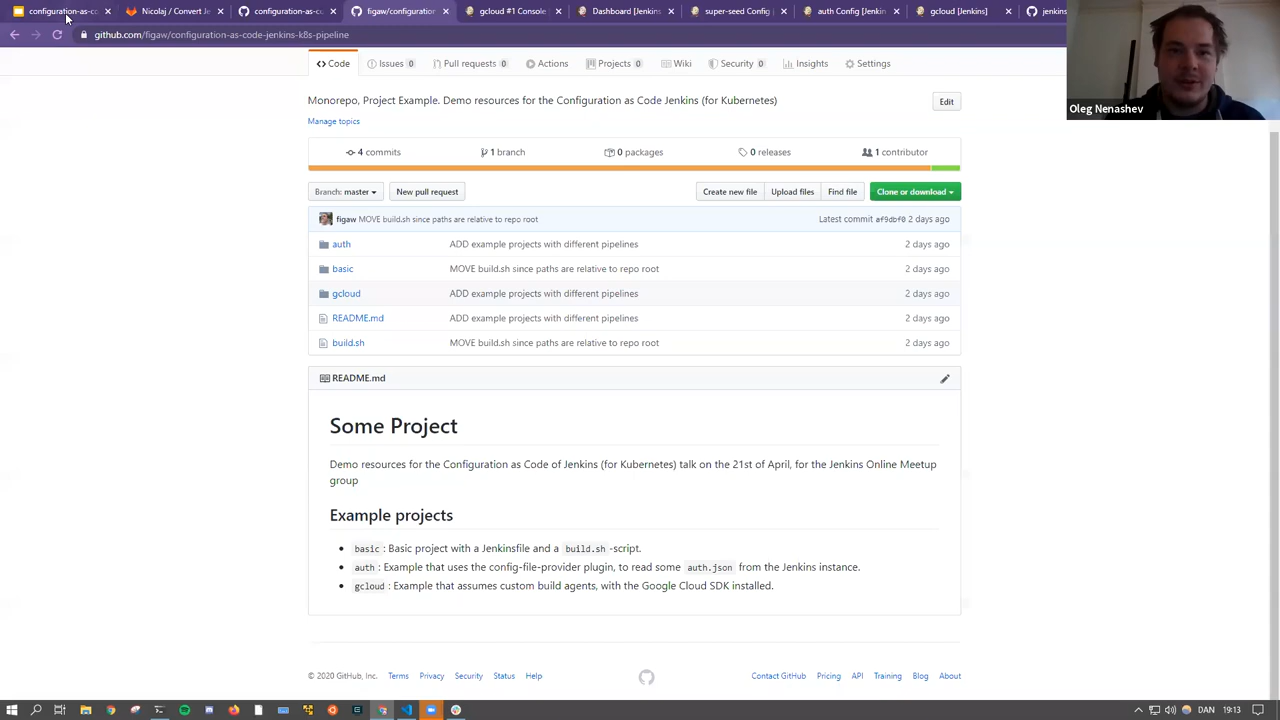 configuration-as-co
Nicolaj / Convert Je
configuration-as-co
figaw/configuration-
gcloud #1 Console
Dashboard [Jenkins]
super-seed Config
auth Config [Jenkin
gcloud [Jenkins]
jenkins
github.com/figaw/configuration-as-code-jenkins-k8s-pipeline
Oleg Nenashev
Code
Issues 0
Pull requests 0
Actions
Projects 0
Wiki
Security 0
Insights
Settings
Monorepo, Project Example. Demo resources for the Configuration as Code Jenkins (for Kubernetes)
Edit
Manage topics
4 commits
1 branch
0 packages
0 releases
1 contributor
Branch: master
New pull request
Create new file
Upload files
Find file
Clone or download
figaw MOVE build.sh since paths are relative to repo root
Latest commit af9dbf0 2 days ago
auth ADD example projects with different pipelines 2 days ago
basic MOVE build.sh since paths are relative to repo root 2 days ago
gcloud ADD example projects with different pipelines 2 days ago
README.md ADD example projects with different pipelines 2 days ago
build.sh MOVE build.sh since paths are relative to repo root 2 days ago
README.md
Some Project
Demo resources for the Configuration as Code of Jenkins (for Kubernetes) talk on the 21st of April, for the Jenkins Online Meetup
group
Example projects
basic : Basic project with a Jenkinsfile and a build.sh -script.
auth : Example that uses the config-file-provider plugin, to read some auth.json from the Jenkins instance.
gcloud : Example that assumes custom build agents, with the Google Cloud SDK installed.
© 2020 GitHub, Inc.
Terms
Privacy
Security
Status
Help
Contact GitHub
Pricing
API
Training
Blog
About
DAN
19:13